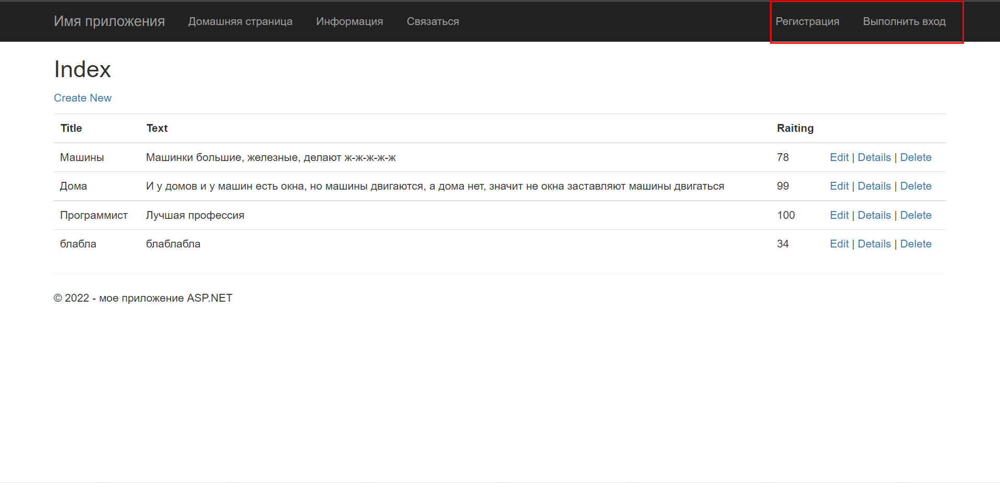 Имя приложения Домашняя страница Информация Связаться Регистрация Выполнить вход
Index
Create New
Title Text Raiting
Машины Машинки большие, железные, делают ж-ж-ж-ж-ж 78 Edit | Details | Delete
Дома И у домов и у машин есть окна, но машины двигаются, а дома нет, значит не окна заставляют машины двигаться 99 Edit | Details | Delete
Программист Лучшая профессия 100 Edit | Details | Delete
блабла блаблабла 34 Edit | Details | Delete
© 2022 - мое приложение ASP.NET